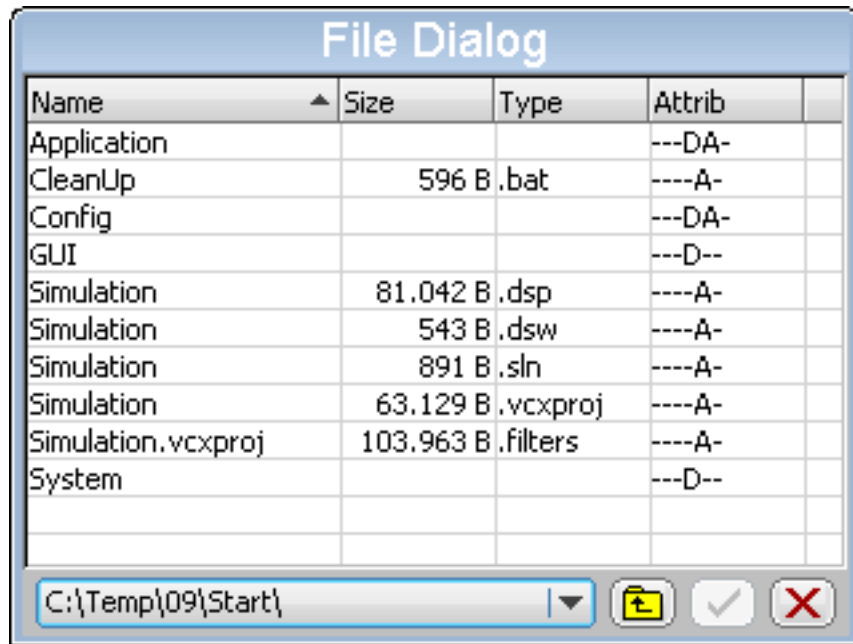 File Dialog
Name Size Type Attrib
Application ---DA-
CleanUp 596 B .bat ----A-
Config ---DA-
GUI ---D--
Simulation 81.042 B .dsp ----A-
Simulation 543 B .dsw ----A-
Simulation 891 B .sln ----A-
Simulation 63.129 B .vcxproj ----A-
Simulation.vcxproj 103.963 B .filters ----A-
System ---D--
C:\Temp\09\Start\